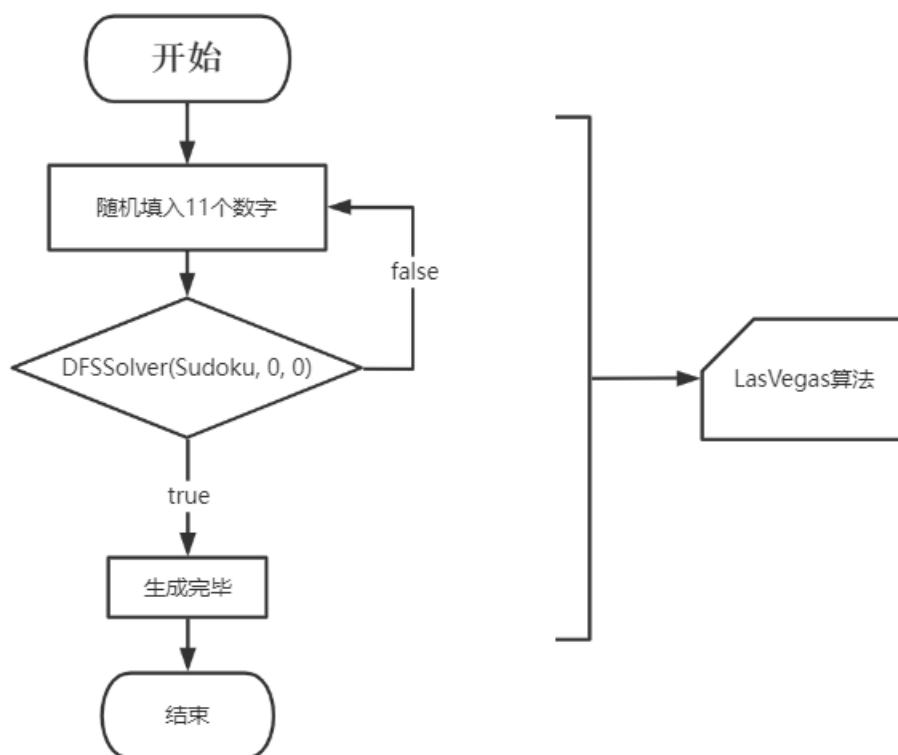 开始
随机填入11个数字
false
DFSSolver(Sudoku, 0, 0)
LasVegas算法
true
生成完毕
结束